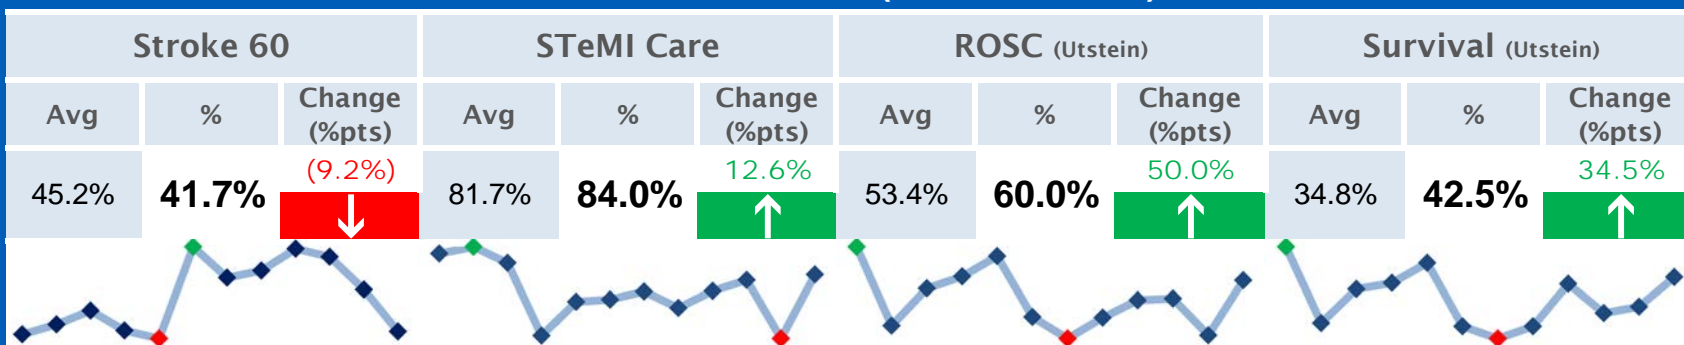 Stroke 60 STeMI Care ROSC (Utstein) Survival (Utstein)
Avg % Change (%pts) Avg % Change (%pts) Avg % Change (%pts) Avg % Change (%pts)
45.2% 41.7% (9.2%) 81.7% 84.0% 12.6% 53.4% 60.0% 50.0% 34.8% 42.5% 34.5%